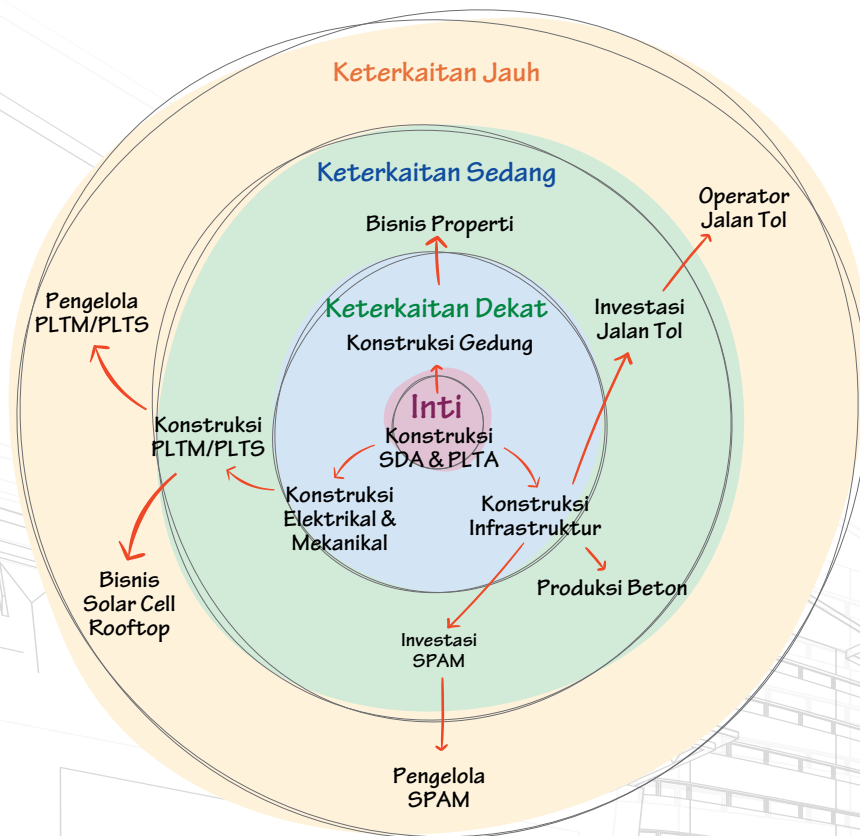 Keterkaitan Jauh
Keterkaitan Sedang
Operator
Jalan Tol
Bisnis Properti
Pengelola
PLTM/PLTS
Keterkaitan Dekat
Investasi
Jalan Tol
Konstruksi Gedung
Inti
Konstruksi
SDA & PLTA
Konstruksi
PLTM/PLTS
Konstruksi
Elektrikal &
Mekanikal
Konstruksi
Infrastruktur
Bisnis
Solar Cell
Rooftop
Produksi Beton
Investasi
SPAM
Pengelola
SPAM